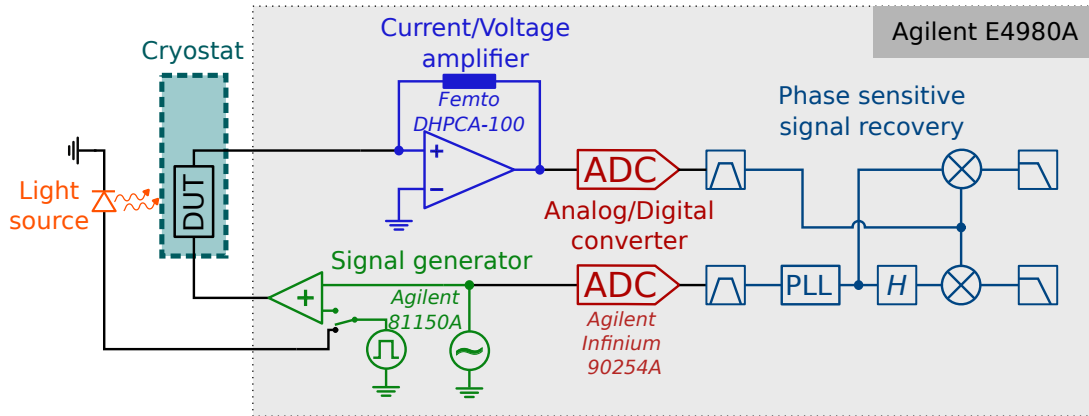 Agilent E4980A
Current/Voltage
amplifier
Cryostat
Femto
DHPCA-100
Phase sensitive
signal recovery
+
−
ADC
DUT
Light
source
Analog/Digital
converter
Signal generator
+
Agilent
81150A
ADC
PLL
H
Agilent
Infinium
90254A